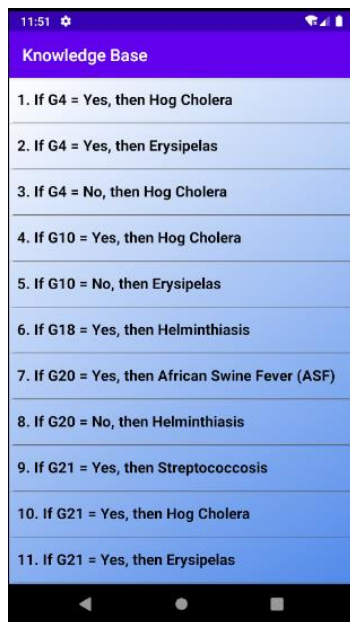 11:51
Knowledge Base
1. If G4 = Yes, then Hog Cholera
2. If G4 = Yes, then Erysipelas
3. If G4 = No, then Hog Cholera
4. If G10 = Yes, then Hog Cholera
5. If G10 = No, then Erysipelas
6. If G18 = Yes, then Helminthiasis
7. If G20 = Yes, then African Swine Fever (ASF)
8. If G20 = No, then Helminthiasis
9. If G21 = Yes, then Streptococcosis
10. If G21 = Yes, then Hog Cholera
11. If G21 = Yes, then Erysipelas